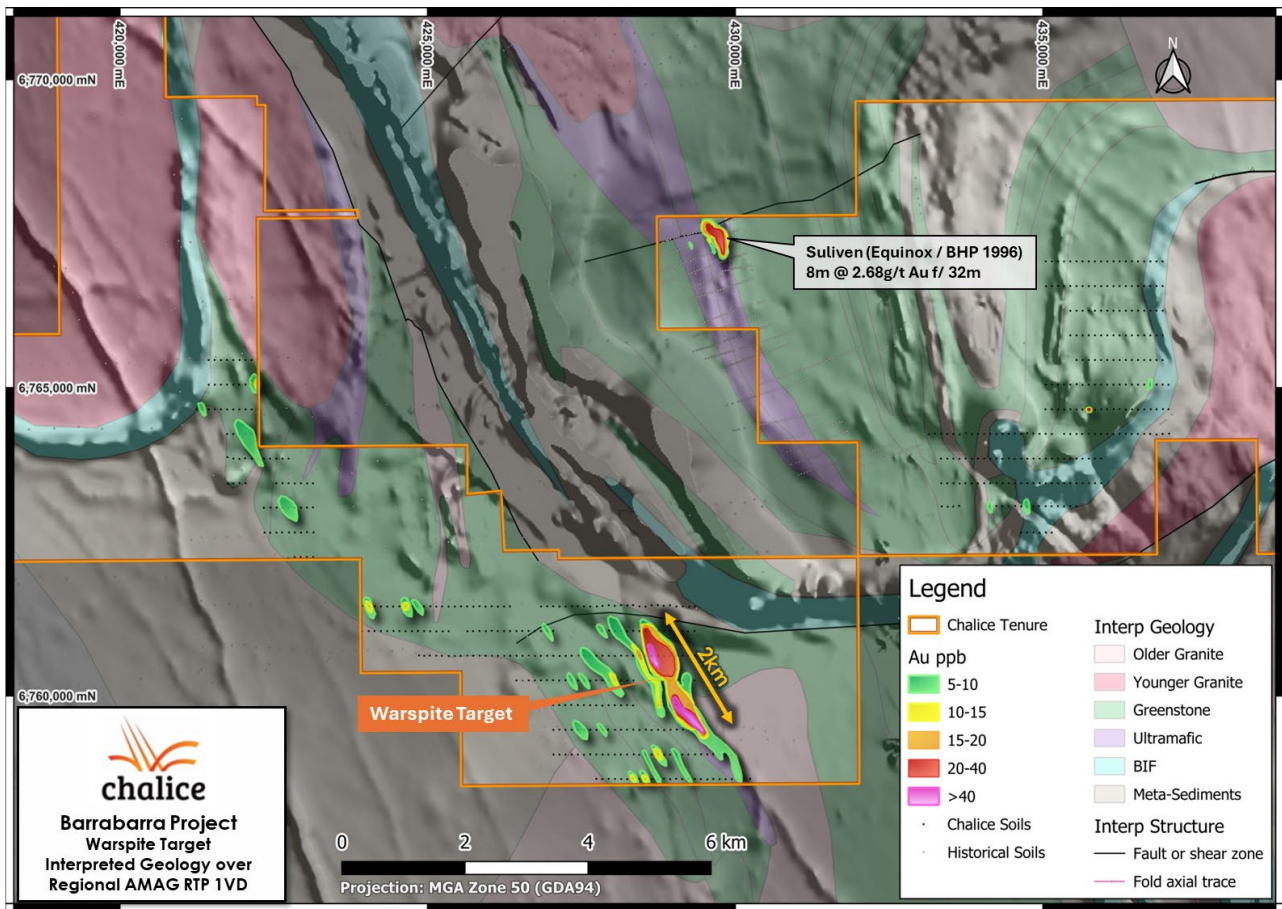 420,000 mE
425,000 mE
430,000 mE
435,000 mE
N
6,770,000 mN
6,765,000 mN
6,760,000 mN
Suliven (Equinox / BHP 1996)
8m @ 2.68g/t Au f/ 32m
2km
Warspite Target
chalice
Barrabarra Project
Warspite Target
Interpreted Geology over
Regional AMAG RTP 1VD
0 2 4 6 km
Projection: MGA Zone 50 (GDA94)
Legend
Chalice Tenure
Au ppb
5-10
10-15
15-20
20-40
>40
Chalice Soils
Historical Soils
Interp Geology
Older Granite
Younger Granite
Greenstone
Ultramafic
BIF
Meta-Sediments
Interp Structure
Fault or shear zone
Fold axial trace